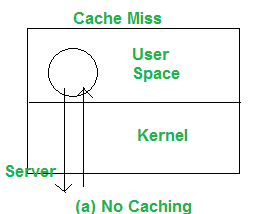 Cache Miss
User
Space
Kernel
Server
(a) No Caching